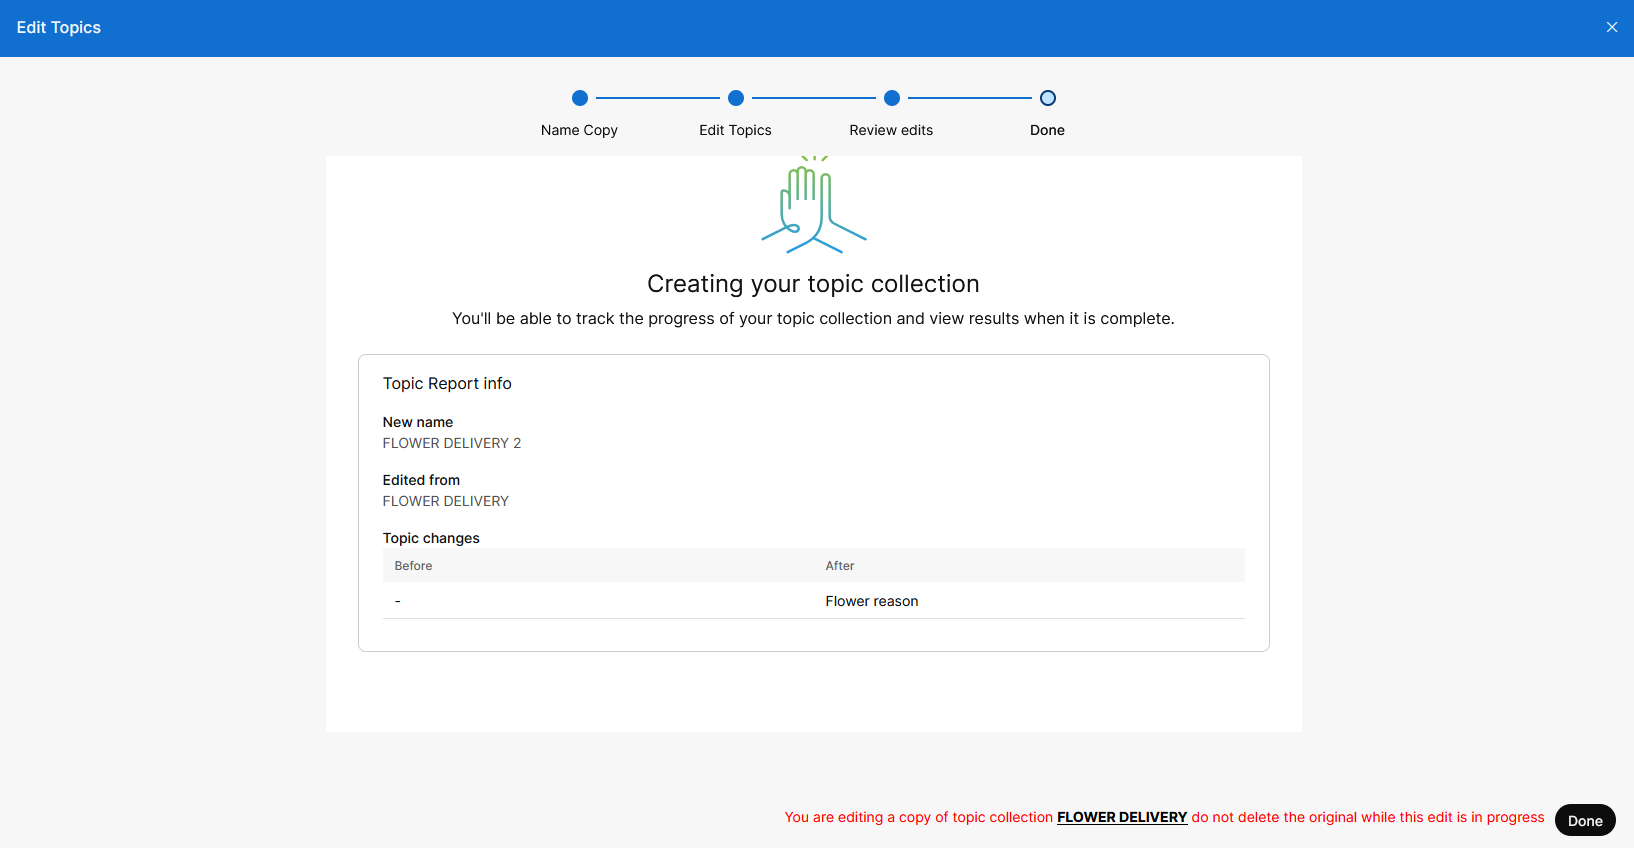 Edit Topics
Name Copy
Edit Topics
Review edits
Done
Creating your topic collection
You'll be able to track the progress of your topic collection and view results when it is complete.
Topic Report info
New name
FLOWER DELIVERY 2
Edited from
FLOWER DELIVERY
Topic changes
Before After
- Flower reason
You are editing a copy of topic collection FLOWER DELIVERY do not delete the original while this edit is in progress
Done